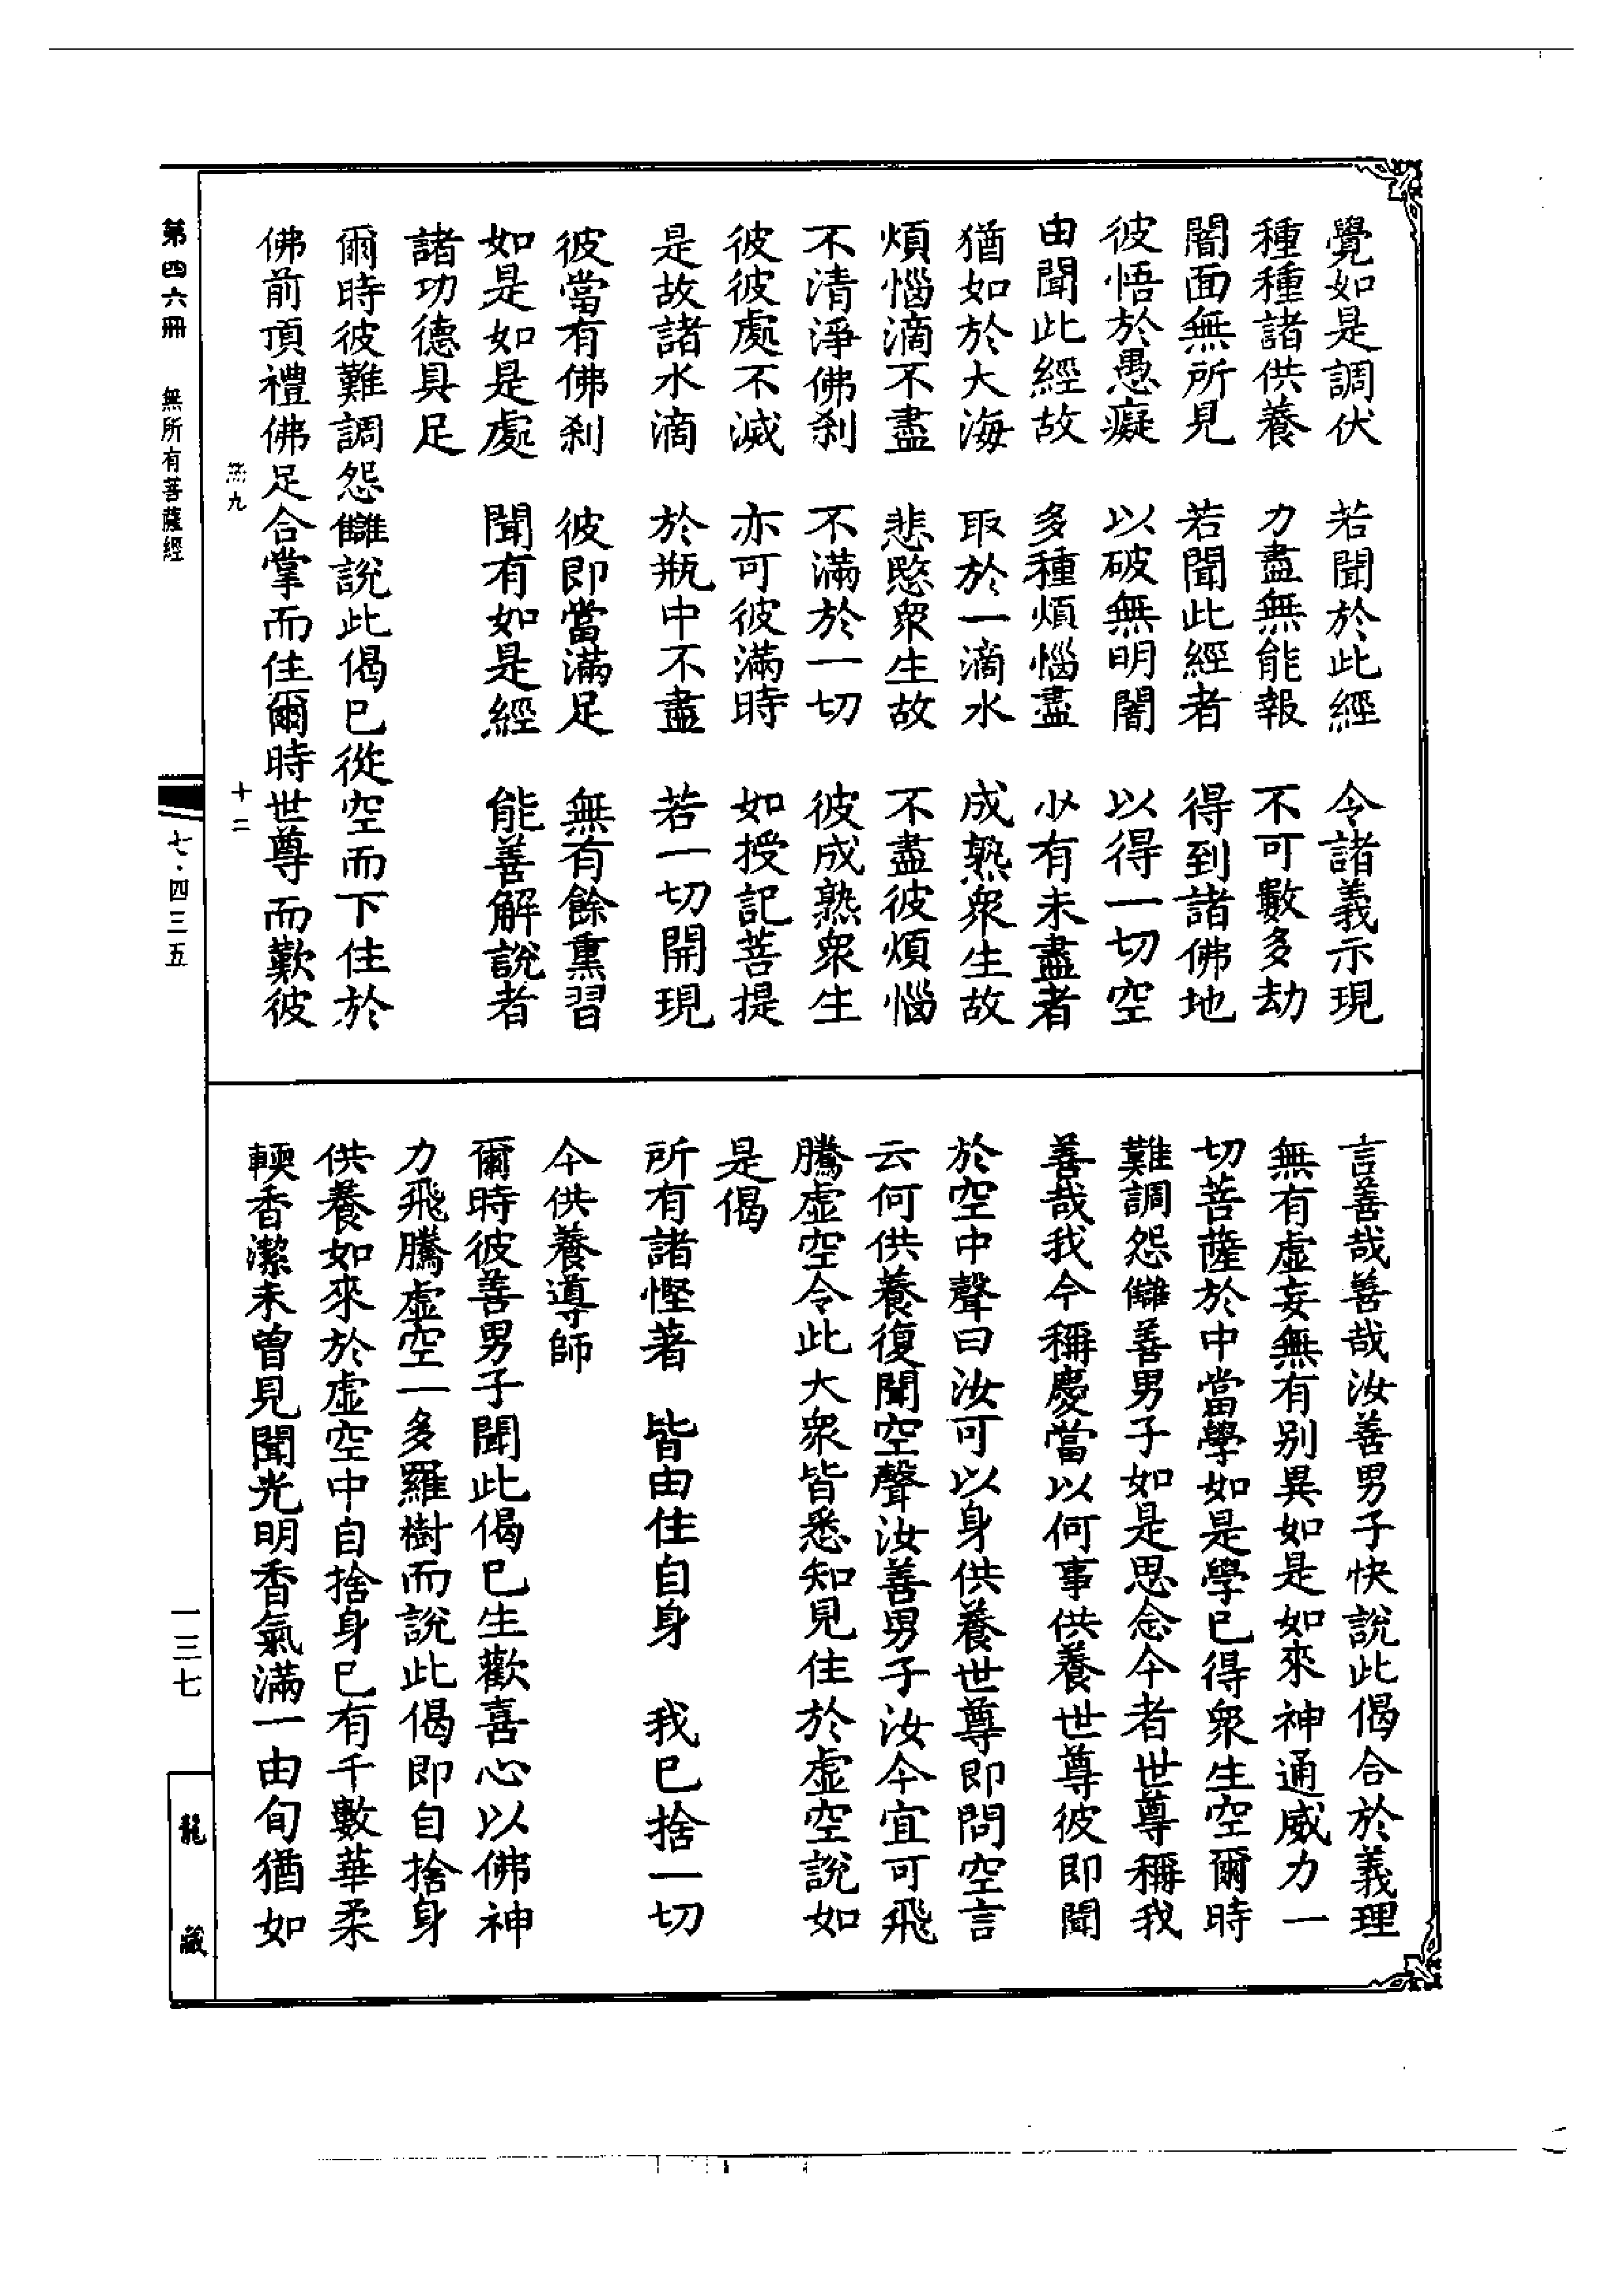 覺如是調伏　若聞於此經　令諸義示現
種種諸供養　力盡無能報　不可數多劫
闇面無所見　若聞此經者　得到諸佛地
彼悟於愚癡　以破無明闇　以得一切空
由聞此經故　多種煩惱盡　少有未盡者
猶如於大海　取於一滴水　成熟衆生故
煩惱滴不盡　悲愍衆生故　不盡彼煩惱
不清淨佛刹　不滿於一切　彼成熟衆生
彼彼處不滅　亦可彼滿時　如授記菩提
是故諸水滴　於瓶中不盡　若一切開現
彼當有佛刹　彼即當滿足　無有餘熏習
如是如是處　聞有如是經　能善解說者
諸功德具足
爾時彼難調怨讎說此偈已從空而下住於
佛前頂禮佛足合掌而住爾時世尊而歎彼
無九　十二
言善哉善哉汝善男子快說此偈合於義理
無有虛妄無有别異如是如來神通威力一
切菩薩於中當學如是學已得衆生空爾時
難調怨讎善男子如是思念今者世尊稱我
善哉我今稱慶當以何事供養世尊彼即聞
於空中聲曰汝可以身供養世尊即問空言
云何供養復聞空聲汝善男子汝今宜可飛
騰虛空令此大衆皆悉知見住於虛空說如
是偈
所有諸慳著　皆由住自身　我已捨一切
今供養導師
爾時彼善男子聞此偈已生歡喜心以佛神
力飛騰虛空一多羅樹而說此偈即自捨身
供養如來於虛空中自捨身已有千數華柔
輭香潔未曾見聞光明香氣滿一由旬猶如
第四六冊　無所有菩薩經
七·四三五
一三七
龍藏